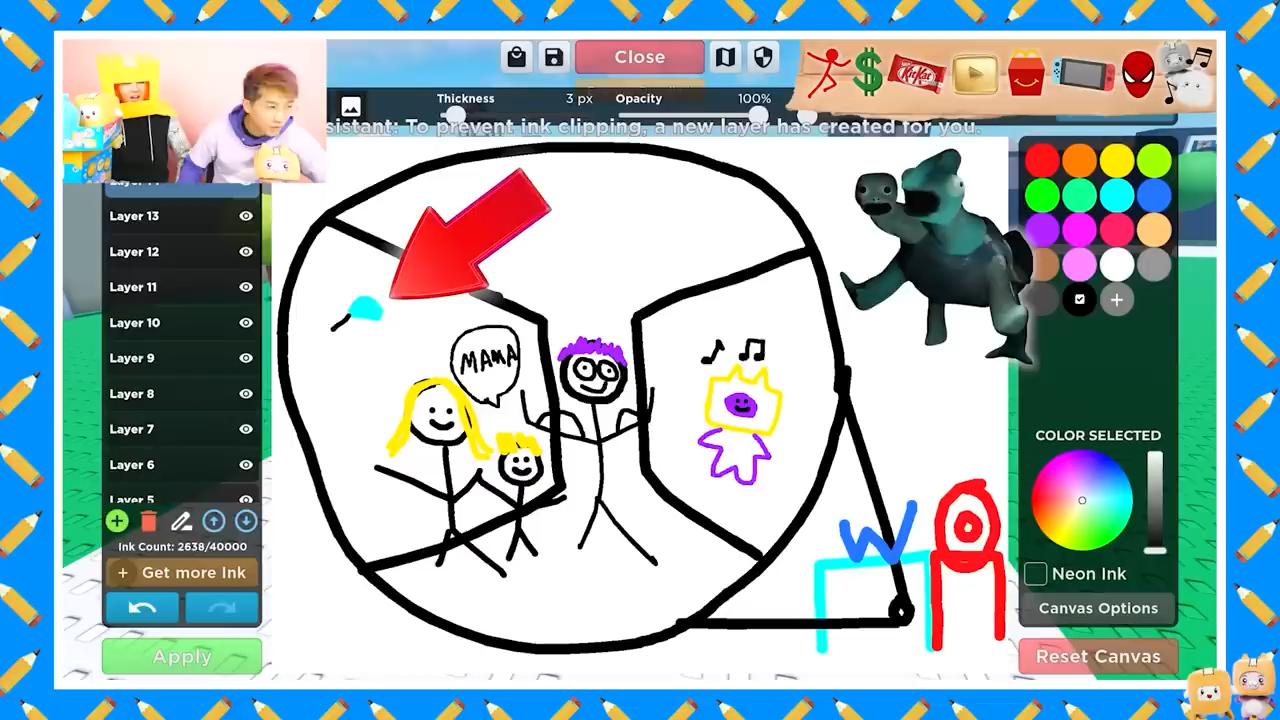 Close
Thickness
3 px
Opacity
100%
KitKat
sistant: To prevent ink clipping, a new layer has created for you.
Layer 13
Layer 12
Layer 11
Layer 10
Layer 9
Layer 8
Layer 7
Layer 6
Layer 5
MAMA
COLOR SELECTED
W
Ink Count: 2638/40000
+ Get more Ink
Neon Ink
Canvas Options
Apply
Reset Canvas